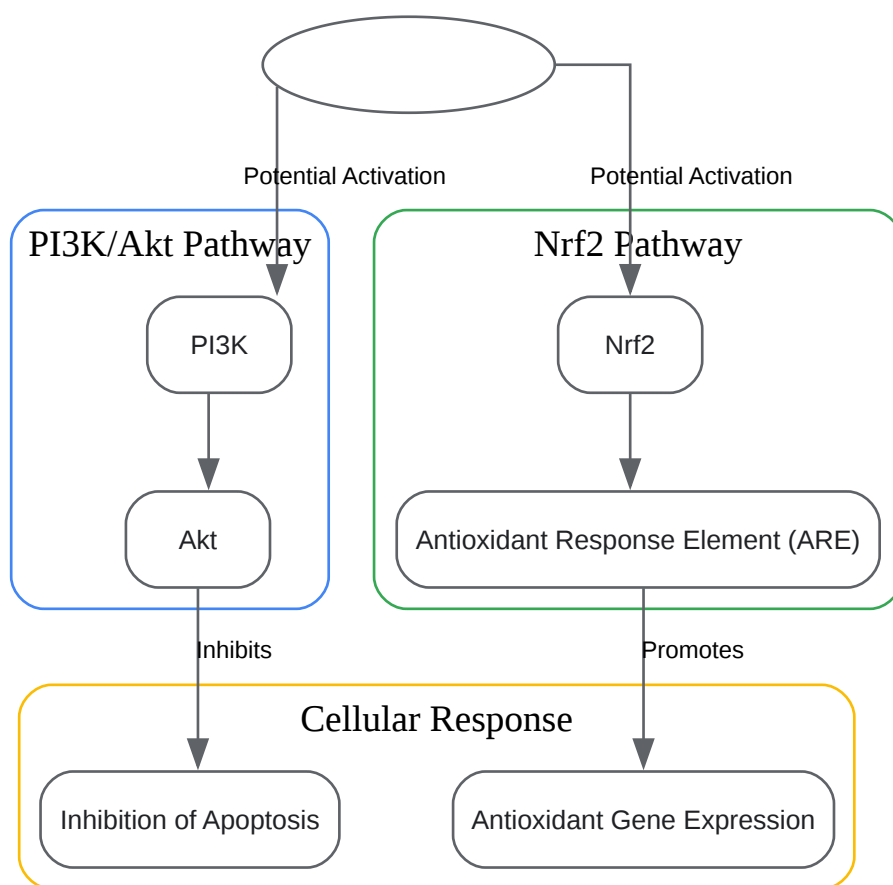 Potential Activation
Potential Activation
PI3K/Akt Pathway
Nrf2 Pathway
PI3K
Nrf2
Akt
Antioxidant Response Element (ARE)
Inhibits
Promotes
Cellular Response
Inhibition of Apoptosis
Antioxidant Gene Expression